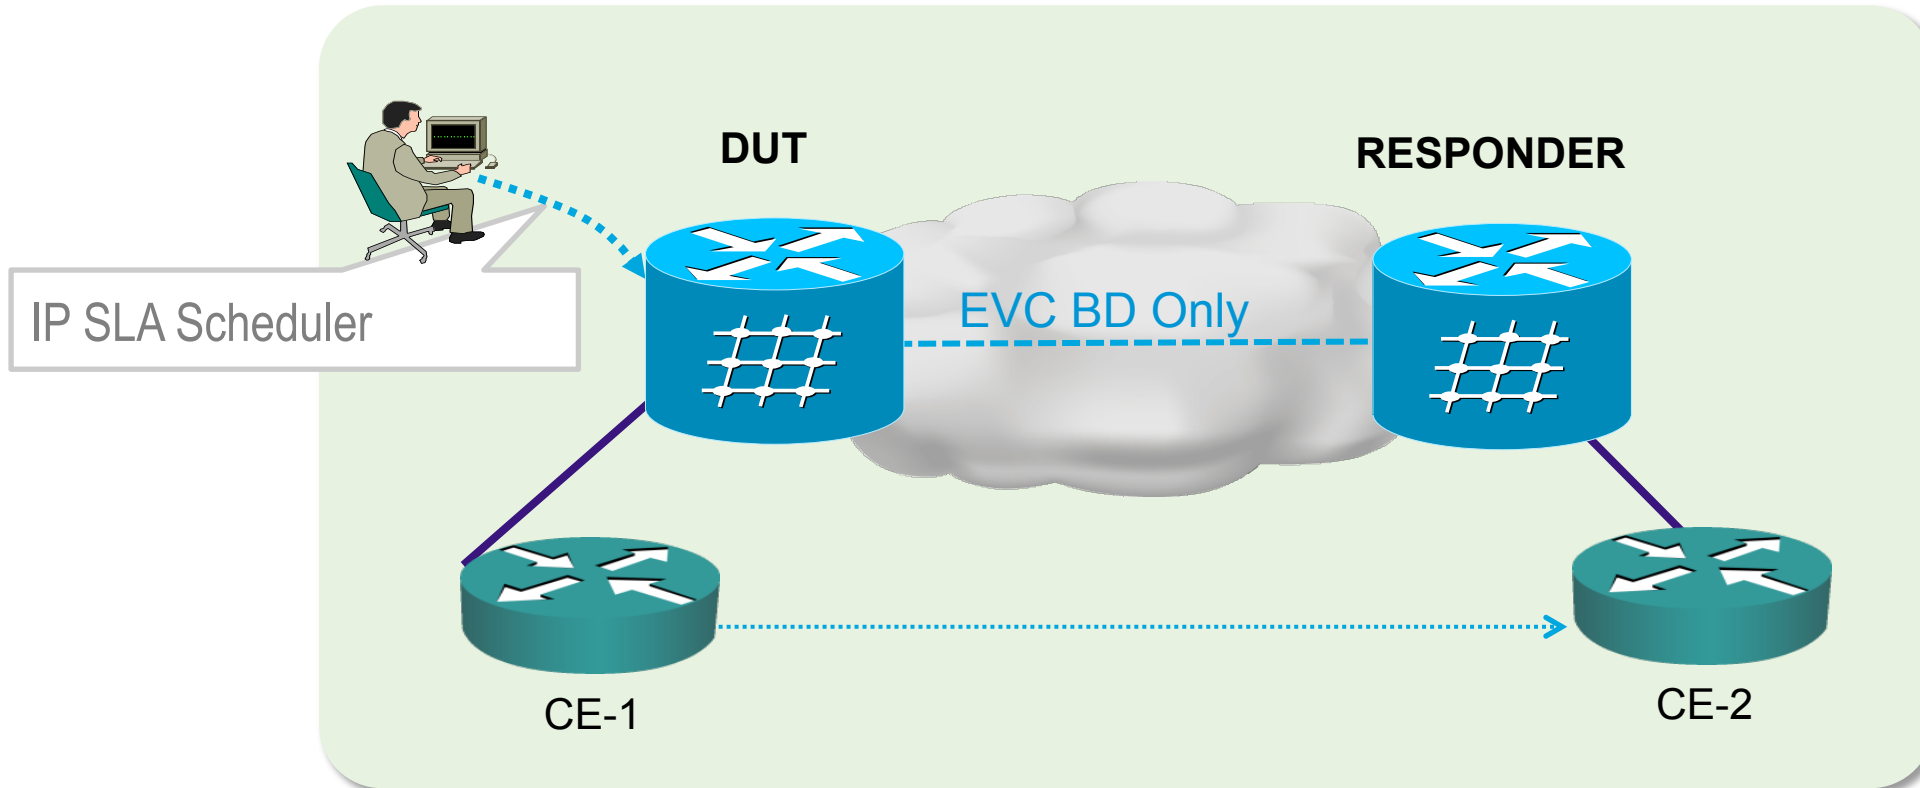 DUT
RESPONDER
IP SLA Scheduler
EVC BD Only
CE-1
CE-2